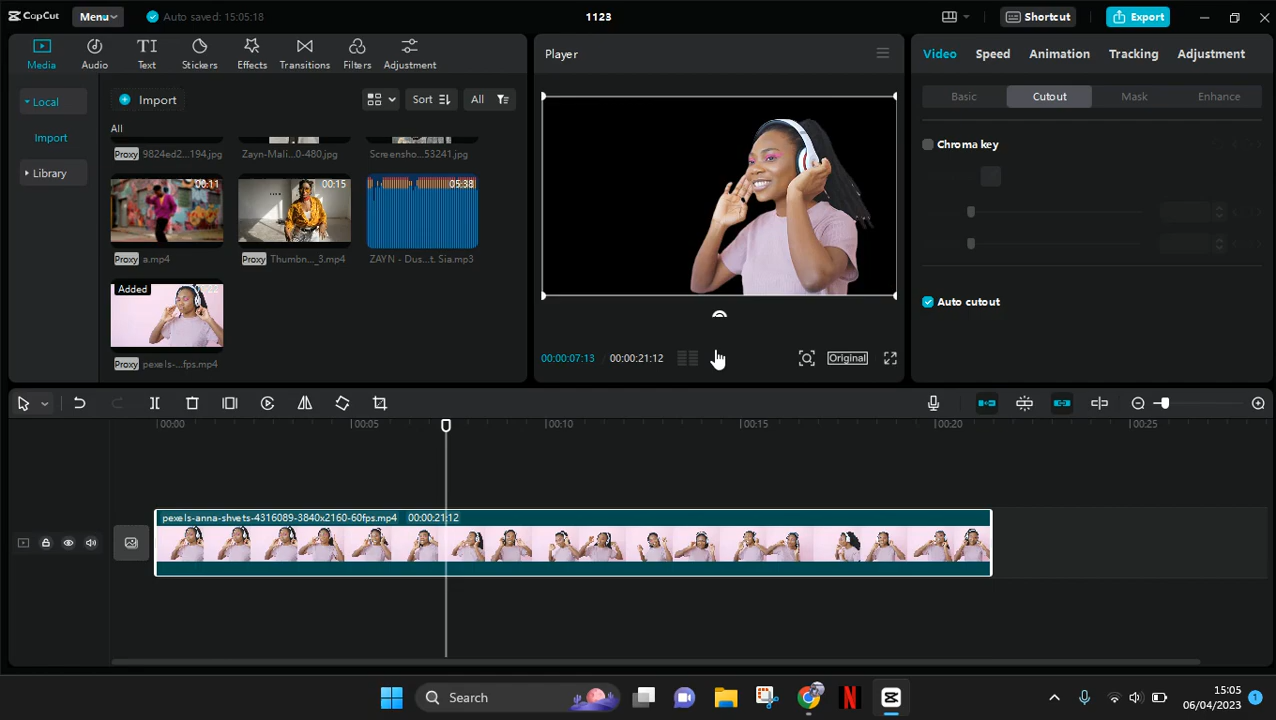 CapCut
Menu
Auto saved: 15:05:18
1123
Shortcut
Export
Media
Audio
Text
Stickers
Effects
Transitions
Filters
Adjustment
Local
Import
Library
Import
Sort
All
All
Proxy 9824ed2...194.jpg
Zayn-Mali...0-480.jpg
Screensho...53241.jpg
00:11
00:15
05:38
a.mp4
Proxy Thumbn..._3.mp4
ZAYN - Dus...t. Sia.mp3
Added
Proxy pexels-...fps.mp4
Player
00:00:07:13 / 00:00:21:12
Original
Video
Speed
Animation
Tracking
Adjustment
Basic
Cutout
Mask
Enhance
Chroma key
Auto cutout
00:00
00:05
00:10
00:15
00:20
00:25
pexels-anna-shvets-4316089-3840x2160-60fps.mp4 00:00:21:12
Search
15:05
06/04/2023
1